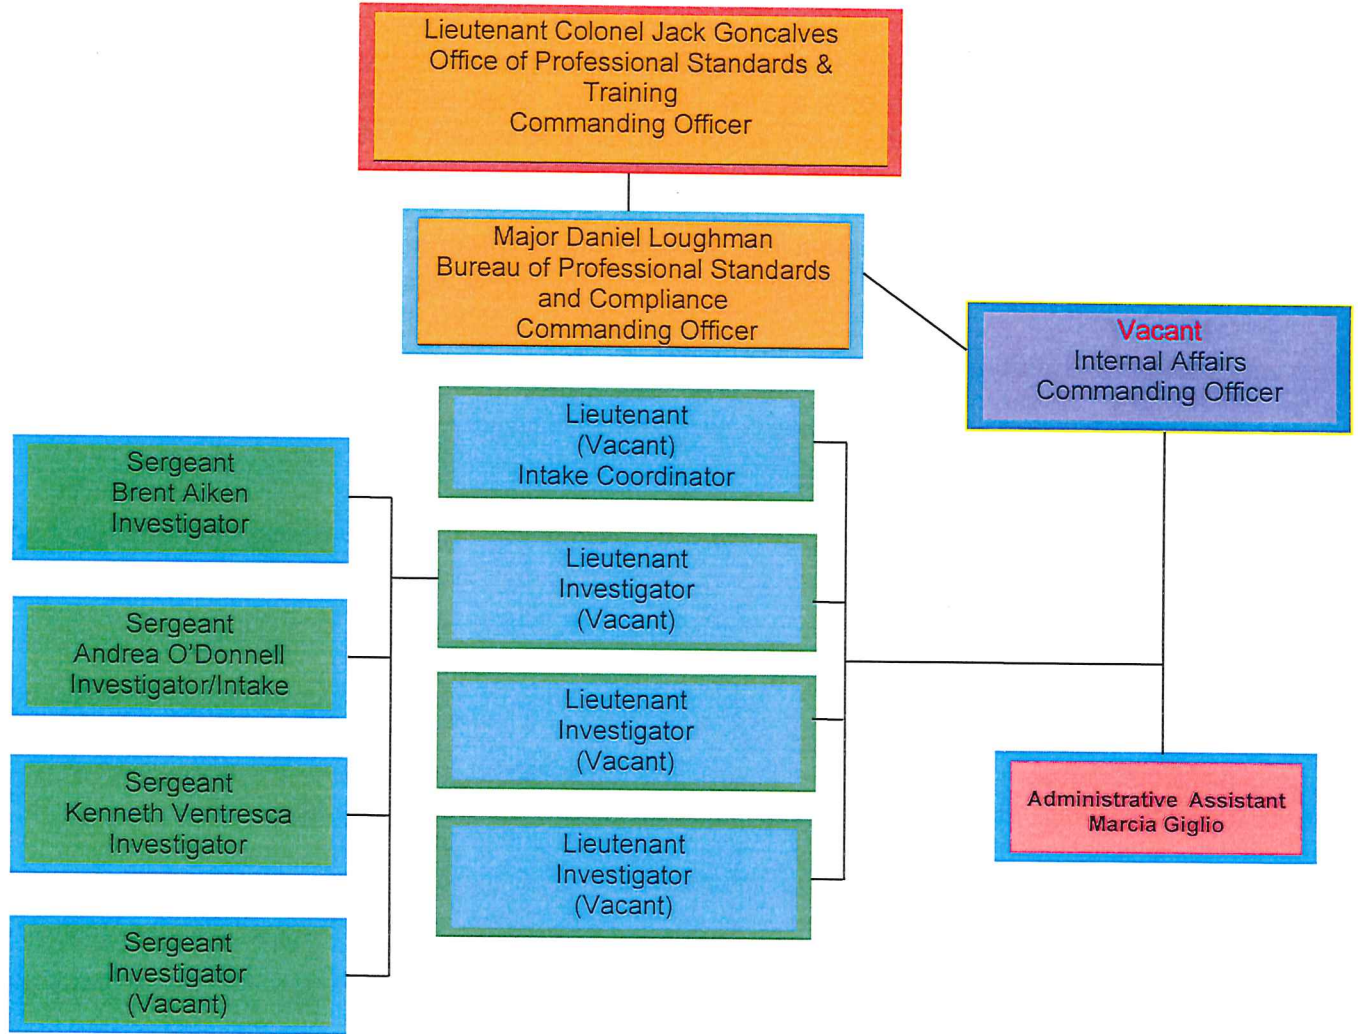 Lieutenant Colonel Jack Goncalves
Office of Professional Standards &
Training
Commanding Officer
Major Daniel Loughman
Bureau of Professional Standards
and Compliance
Commanding Officer
Vacant
Internal Affairs
Commanding Officer
Lieutenant
(Vacant)
Intake Coordinator
Lieutenant
Investigator
(Vacant)
Lieutenant
Investigator
(Vacant)
Lieutenant
Investigator
(Vacant)
Sergeant
Brent Aiken
Investigator
Sergeant
Andrea O'Donnell
Investigator/Intake
Sergeant
Kenneth Ventresca
Investigator
Sergeant
Investigator
(Vacant)
Administrative Assistant
Marcia Giglio